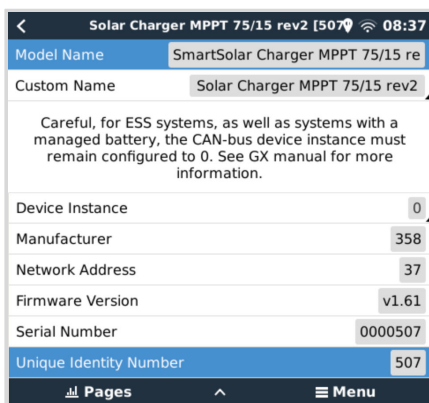 Solar Charger MPPT 75/15 rev2 [507 08:37
Model Name SmartSolar Charger MPPT 75/15 re
Custom Name Solar Charger MPPT 75/15 rev2
Careful, for ESS systems, as well as systems with a
managed battery, the CAN-bus device instance must
remain configured to 0. See GX manual for more
information.
Device Instance 0
Manufacturer 358
Network Address 37
Firmware Version v1.61
Serial Number 0000507
Unique Identity Number 507
Pages Menu